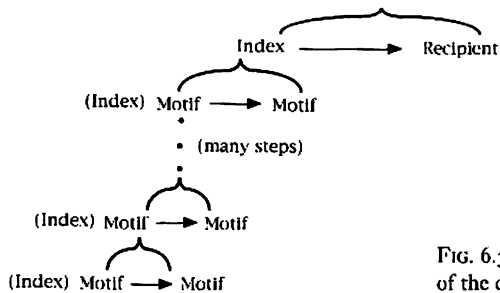 Index Recipient
(Index) Motif Motif
(many steps)
(Index) Motif Motif
FIG. 6.
(Index) Motif Motif
of the